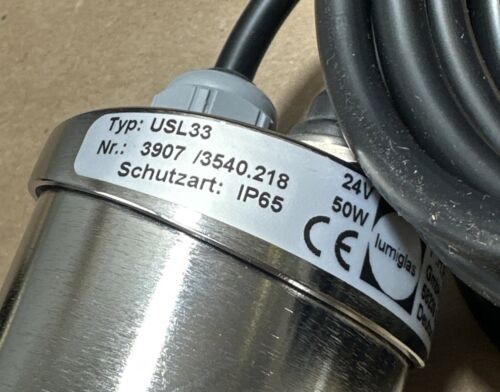 Typ: USL33
Nr.: 3907 /3540.218
Schutzart: IP65
24V
50W
CE
lumiglas